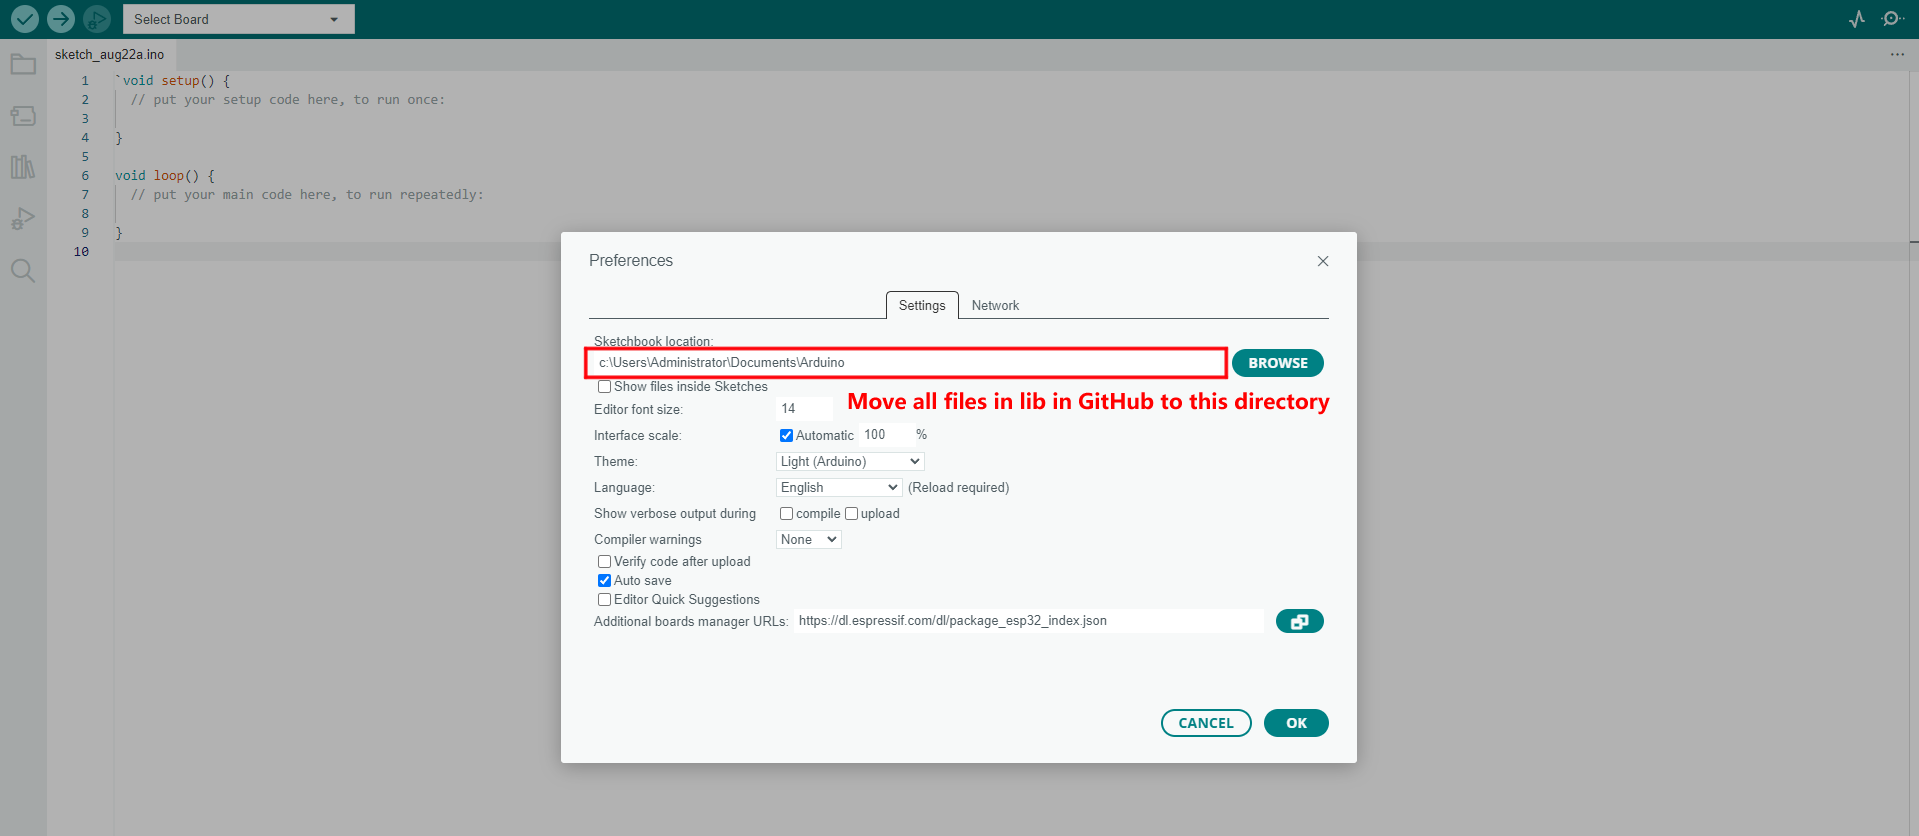 Select Board
sketch_aug22a.ino
...
1 `void setup() {
2 // put your setup code here, to run once:
3
4 }
5
6 void loop() {
7 // put your main code here, to run repeatedly:
8
9 }
10
Preferences
Settings Network
Sketchbook location:
c:\Users\Administrator\Documents\Arduino BROWSE
Show files inside Sketches
Move all files in lib in GitHub to this directory
Editor font size: 14
Interface scale: Automatic 100 %
Theme: Light (Arduino)
Language: English (Reload required)
Show verbose output during compile upload
Compiler warnings None
Verify code after upload
Auto save
Editor Quick Suggestions
Additional boards manager URLs: https://dl.espressif.com/dl/package_esp32_index.json
CANCEL OK